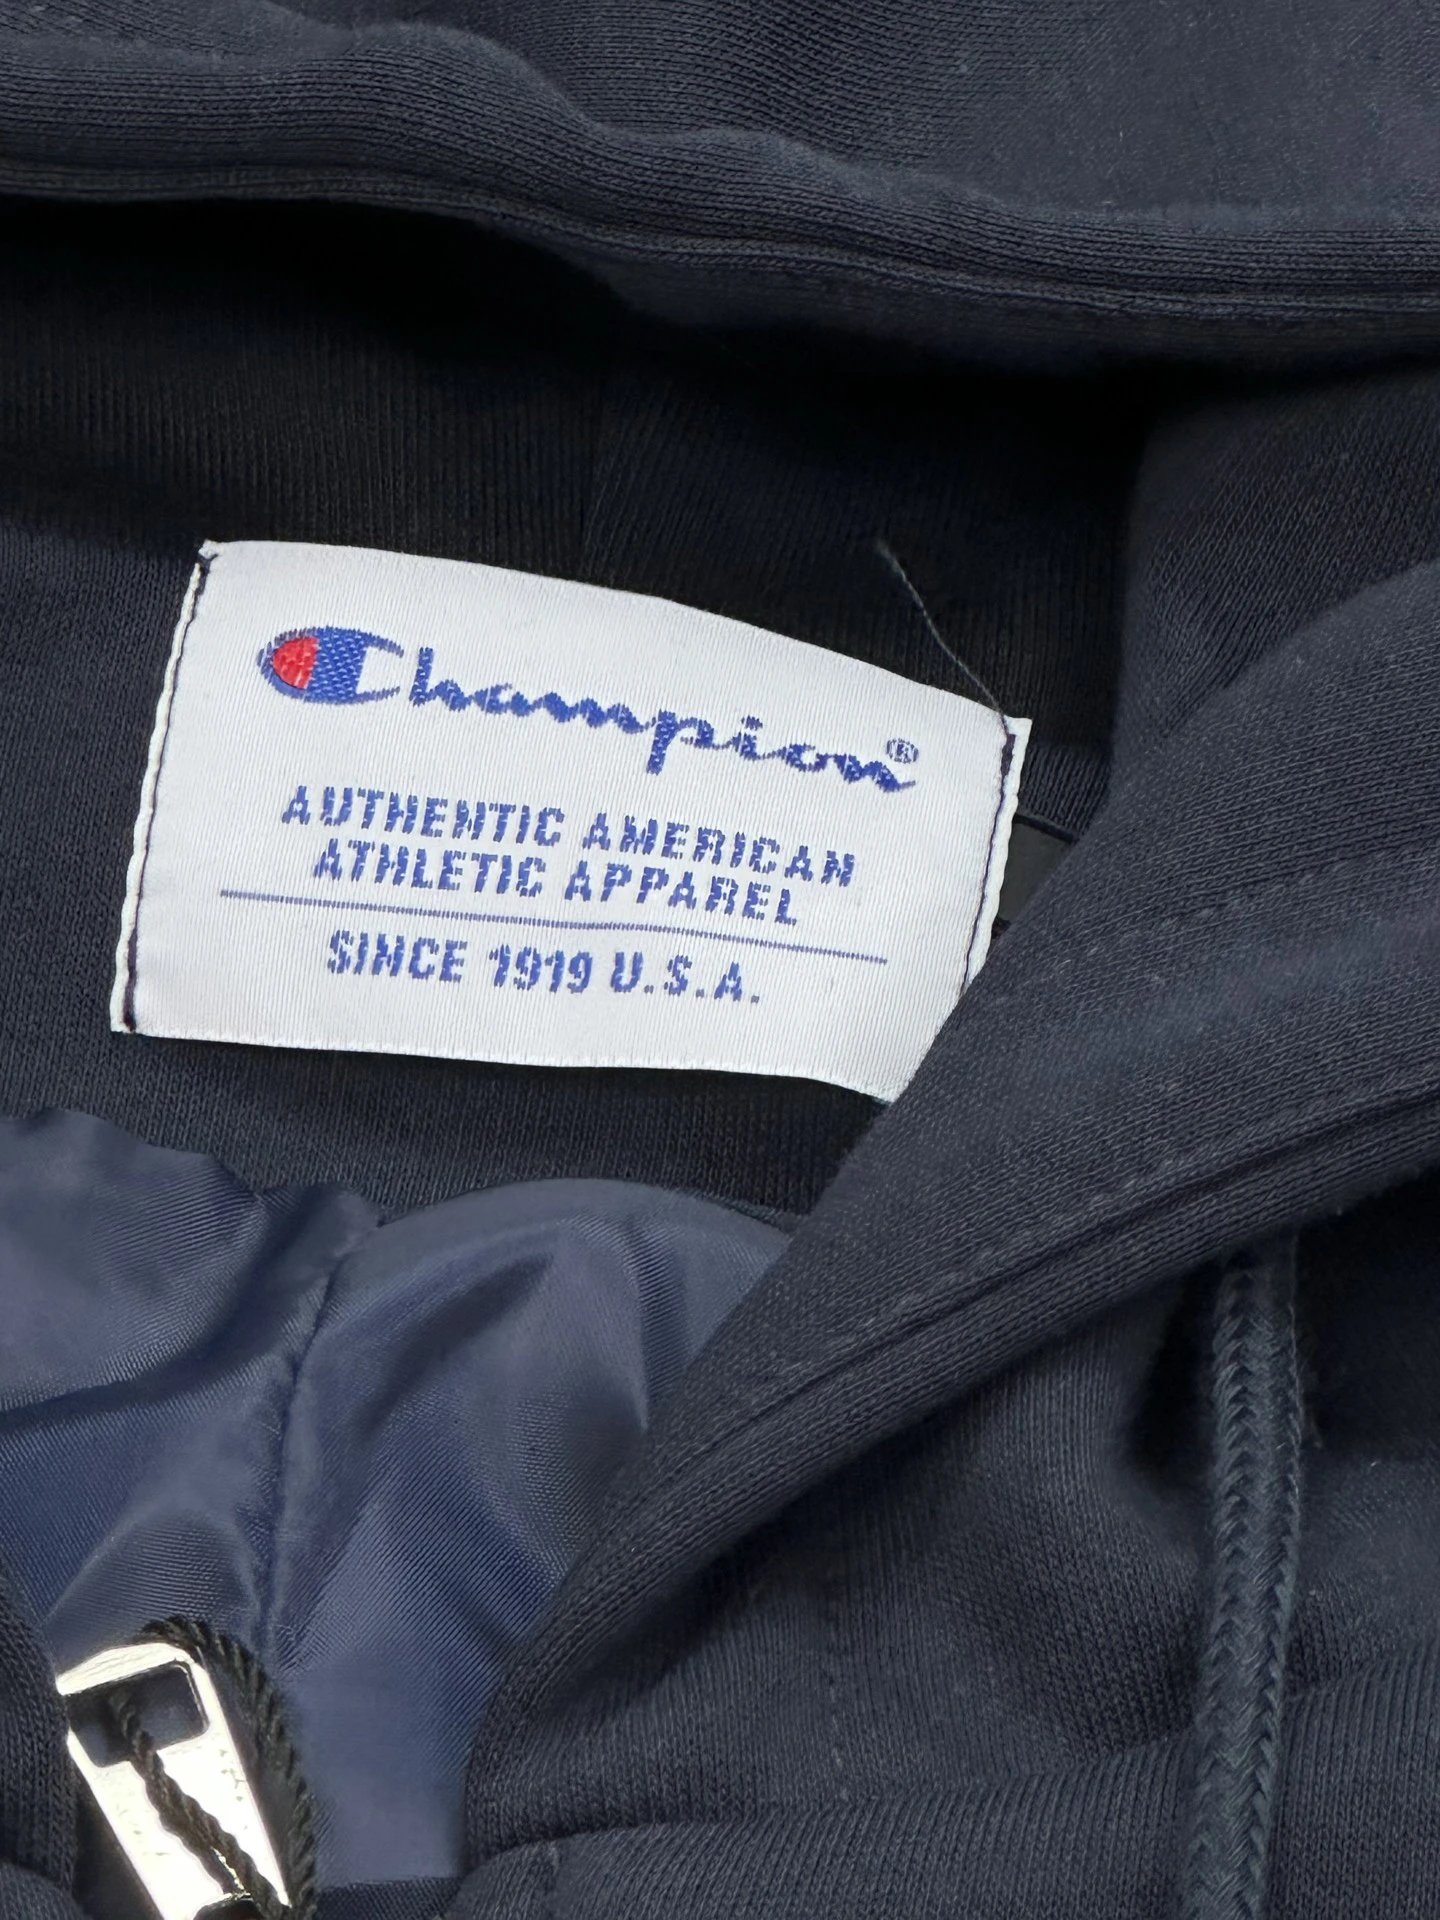 Champion®
AUTHENTIC AMERICAN
ATHLETIC APPAREL
SINCE 1919 U.S.A.